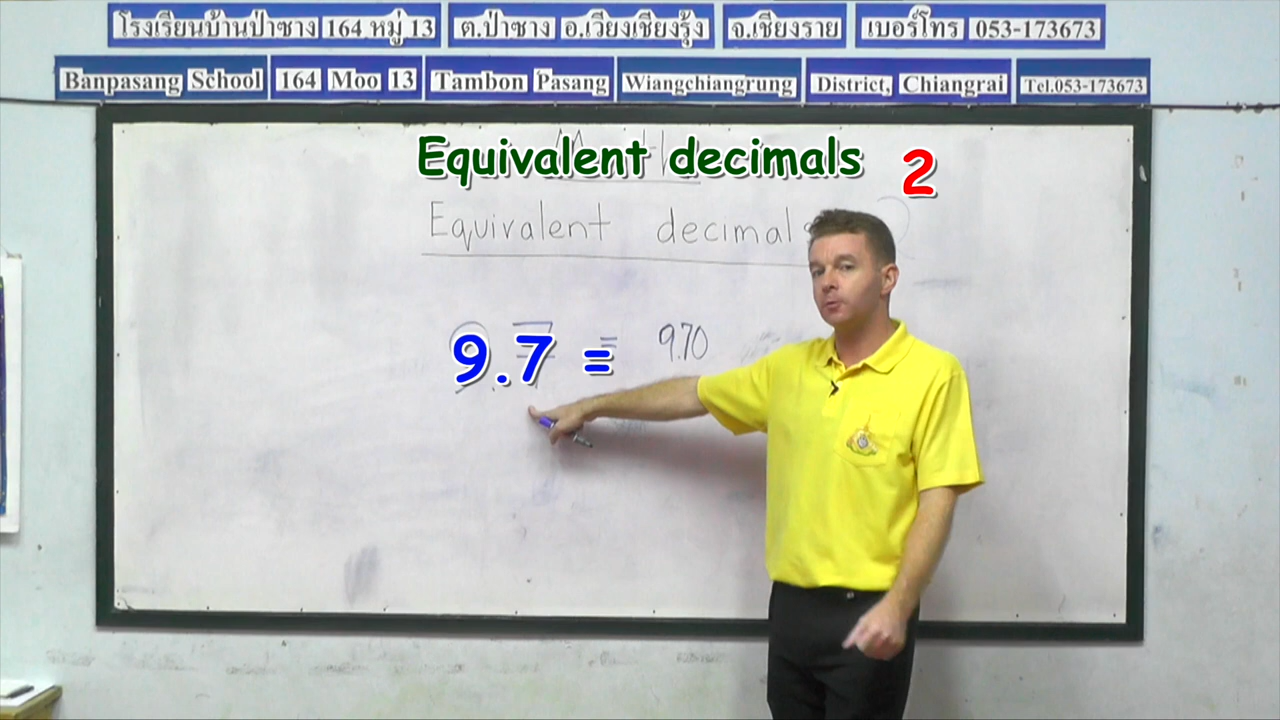 โรงเรียนบ้านป่าซาง 164 หมู่ 13 ต.ป่าซาง อ.เวียงเชียงรุ้ง จ.เชียงราย เบอร์โทร 053-173673
Banpasang School 164 Moo 13 Tambon Pasang Wiangchiangrung District, Chiangrai Tel.053-173673
Equivalent decimals 2
Equivalent decimals
9.7 = 9.70